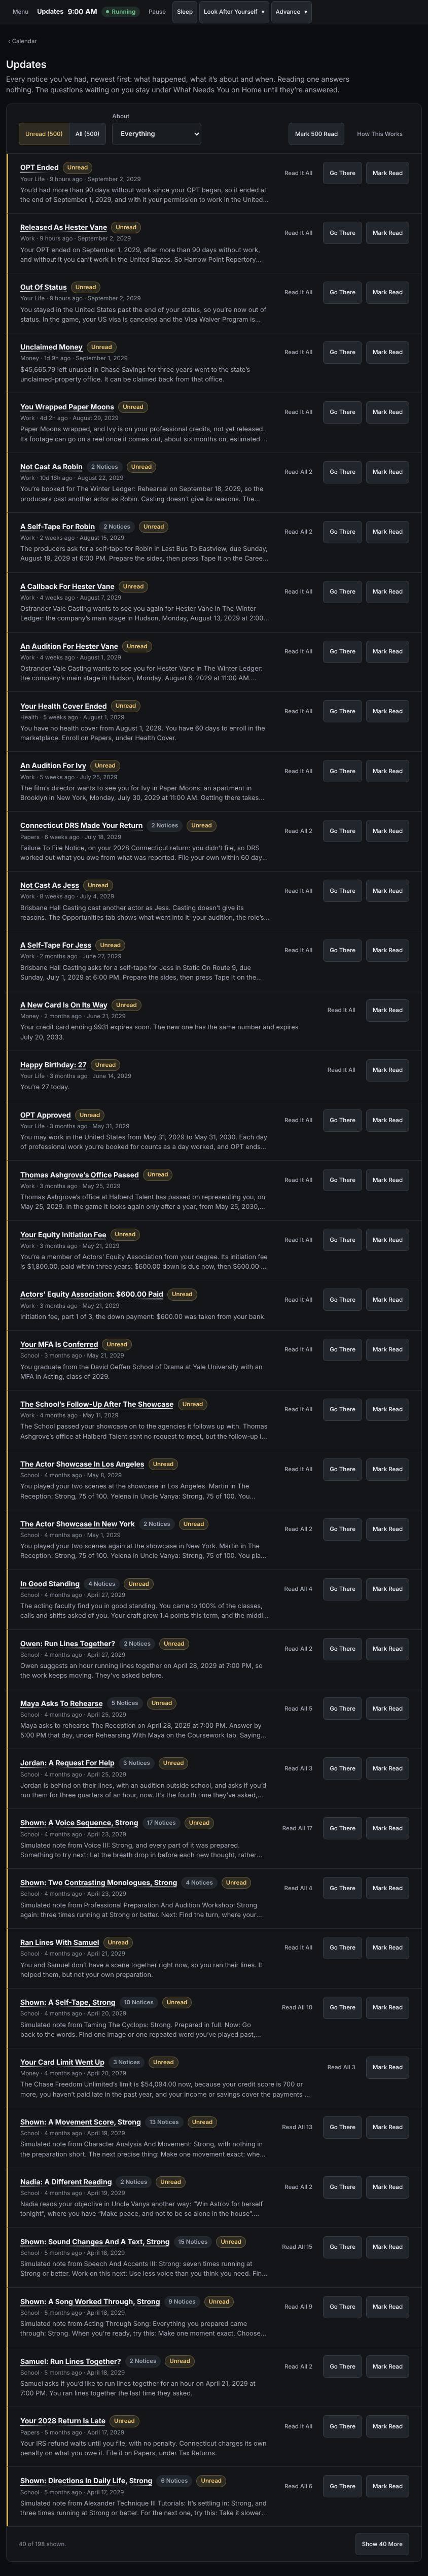 Menu Updates 9:00 AM Running Pause Sleep Look After Yourself Advance
‹ Calendar
Updates
Every notice you've had, newest first: what happened, what it's about and when. Reading one answers
nothing. The questions waiting on you stay under What Needs You on Home until they're answered.
About
Unread (500) All (500) Everything Mark 500 Read How This Works
OPT Ended Unread Read It All Go There Mark Read
Your Life · 9 hours ago · September 2, 2029
You'd had more than 90 days without work since your OPT began, so it ended at
the end of September 1, 2029, and with it your permission to work in the United...
Released As Hester Vane Unread Read It All Go There Mark Read
Work · 9 hours ago · September 2, 2029
Your OPT ended on September 1, 2029, after more than 90 days without work,
and without it you can't work in the United States. So Harrow Point Repertory...
Out Of Status Unread Read It All Go There Mark Read
Your Life · 9 hours ago · September 2, 2029
You stayed in the United States past the end of your status, so you're now out of
status. In the game, your US visa is canceled and the Visa Waiver Program is...
Unclaimed Money Unread Read It All Go There Mark Read
Money · 1d 9h ago · September 1, 2029
$45,665.79 left unused in Chase Savings for three years went to the state's
unclaimed-property office. It can be claimed back from that office.
You Wrapped Paper Moons Unread Read It All Go There Mark Read
Work · 4d 2h ago · August 29, 2029
Paper Moons wrapped, and Ivy is on your professional credits, not yet released.
Its footage can go on a reel once it comes out, about six months on, estimated....
Not Cast As Robin 2 Notices Unread Read All 2 Go There Mark Read
Work · 10d 16h ago · August 22, 2029
You're booked for The Winter Ledger: Rehearsal on September 18, 2029, so the
producers cast another actor as Robin. Casting doesn't give its reasons. The...
A Self-Tape For Robin 2 Notices Unread Read All 2 Go There Mark Read
Work · 2 weeks ago · August 15, 2029
The producers ask for a self-tape for Robin in Last Bus To Eastview, due Sunday,
August 19, 2029 at 6:00 PM. Prepare the sides, then press Tape It on the Caree...
A Callback For Hester Vane Unread Read It All Go There Mark Read
Work · 4 weeks ago · August 7, 2029
Ostrander Vale Casting wants to see you again for Hester Vane in The Winter
Ledger: the company's main stage in Hudson, Monday, August 13, 2029 at 2:00...
An Audition For Hester Vane Unread Read It All Go There Mark Read
Work · 4 weeks ago · August 1, 2029
Ostrander Vale Casting wants to see you for Hester Vane in The Winter Ledger:
the company's main stage in Hudson, Monday, August 6, 2029 at 11:00 AM....
Your Health Cover Ended Unread Read It All Go There Mark Read
Health · 5 weeks ago · August 1, 2029
You have no health cover from August 1, 2029. You have 60 days to enroll in the
marketplace. Enroll on Papers, under Health Cover.
An Audition For Ivy Unread Read It All Go There Mark Read
Work · 5 weeks ago · July 25, 2029
The film's director wants to see you for Ivy in Paper Moons: an apartment in
Brooklyn in New York, Monday, July 30, 2029 at 11:00 AM. Getting there takes...
Connecticut DRS Made Your Return 2 Notices Unread Read All 2 Go There Mark Read
Papers · 6 weeks ago · July 18, 2029
Failure To File Notice, on your 2028 Connecticut return: you didn't file, so DRS
worked out what you owe from what was reported. File your own within 60 day...
Not Cast As Jess Unread Read It All Go There Mark Read
Work · 8 weeks ago · July 4, 2029
Brisbane Hall Casting cast another actor as Jess. Casting doesn't give its
reasons. The Opportunities tab shows what went into it: your audition, the role's...
A Self-Tape For Jess Unread Read It All Go There Mark Read
Work · 2 months ago · June 27, 2029
Brisbane Hall Casting asks for a self-tape for Jess in Static On Route 9, due
Sunday, July 1, 2029 at 6:00 PM. Prepare the sides, then press Tape It on the...
A New Card Is On Its Way Unread Read It All Mark Read
Money · 2 months ago · June 21, 2029
Your credit card ending 9931 expires soon. The new one has the same number and expires
July 20, 2033.
Happy Birthday: 27 Unread Read It All Mark Read
Your Life · 3 months ago · June 14, 2029
You're 27 today.
OPT Approved Unread Read It All Go There Mark Read
Your Life · 3 months ago · May 31, 2029
You may work in the United States from May 31, 2029 to May 31, 2030. Each day
of professional work you're booked for counts as a day worked, and OPT ends...
Thomas Ashgrove's Office Passed Unread Read It All Go There Mark Read
Work · 3 months ago · May 25, 2029
Thomas Ashgrove's office at Halberd Talent has passed on representing you, on
May 25, 2029. In the game it looks again only after a year, from May 25, 2030,...
Your Equity Initiation Fee Unread Read It All Go There Mark Read
Work · 3 months ago · May 21, 2029
You're a member of Actors' Equity Association from your degree. Its initiation fee
is $1,800.00, paid within three years: $600.00 down is due now, then $600.00 ...
Actors' Equity Association: $600.00 Paid Unread Read It All Go There Mark Read
Work · 3 months ago · May 21, 2029
Initiation fee, part 1 of 3, the down payment: $600.00 was taken from your bank.
Your MFA Is Conferred Unread Read It All Go There Mark Read
School · 3 months ago · May 21, 2029
You graduate from the David Geffen School of Drama at Yale University with an
MFA in Acting, class of 2029.
The School's Follow-Up After The Showcase Unread Read It All Go There Mark Read
Work · 4 months ago · May 11, 2029
The School passed your showcase on to the agencies it follows up with. Thomas
Ashgrove's office at Halberd Talent sent no request to meet, but the follow-up i...
The Actor Showcase In Los Angeles Unread Read It All Go There Mark Read
School · 4 months ago · May 8, 2029
You played your two scenes at the showcase in Los Angeles. Martin in The
Reception: Strong, 75 of 100. Yelena in Uncle Vanya: Strong, 75 of 100. You...
The Actor Showcase In New York 2 Notices Unread Read All 2 Go There Mark Read
School · 4 months ago · May 1, 2029
You played your two scenes again at the showcase in New York. Martin in The
Reception: Strong, 75 of 100. Yelena in Uncle Vanya: Strong, 75 of 100. You pla...
In Good Standing 4 Notices Unread Read All 4 Go There Mark Read
School · 4 months ago · April 27, 2029
The acting faculty find you in good standing. You came to 100% of the classes,
calls and shifts asked of you. Your craft grew 1.4 points this term, and the middl...
Owen: Run Lines Together? 2 Notices Unread Read All 2 Go There Mark Read
School · 4 months ago · April 27, 2029
Owen suggests an hour running lines together on April 28, 2029 at 7:00 PM, so
the work keeps moving. They've asked before.
Maya Asks To Rehearse 5 Notices Unread Read All 5 Go There Mark Read
School · 4 months ago · April 25, 2029
Maya asks to rehearse The Reception on April 28, 2029 at 7:00 PM. Answer by
5:00 PM that day, under Rehearsing With Maya on the Coursework tab. Saying...
Jordan: A Request For Help 3 Notices Unread Read All 3 Go There Mark Read
School · 4 months ago · April 25, 2029
Jordan is behind on their lines, with an audition outside school, and asks if you'd
run them for three quarters of an hour, now. It's the fourth time they've asked,...
Shown: A Voice Sequence, Strong 17 Notices Unread Read All 17 Go There Mark Read
School · 4 months ago · April 23, 2029
Simulated note from Voice III: Strong, and every part of it was prepared.
Something to try next: Let the breath drop in before each new thought, rather...
Shown: Two Contrasting Monologues, Strong 4 Notices Unread Read All 4 Go There Mark Read
School · 4 months ago · April 23, 2029
Simulated note from Professional Preparation And Audition Workshop: Strong
again: three times running at Strong or better. Next: Find the turn, where your...
Ran Lines With Samuel Unread Read It All Go There Mark Read
School · 4 months ago · April 21, 2029
You and Samuel don't have a scene together right now, so you ran their lines. It
helped them, but not your own preparation.
Shown: A Self-Tape, Strong 10 Notices Unread Read All 10 Go There Mark Read
School · 4 months ago · April 20, 2029
Simulated note from Taming The Cyclops: Strong. Prepared in full. Now: Go
back to the words. Find one image or one repeated word you've played past,...
Your Card Limit Went Up 3 Notices Unread Read All 3 Mark Read
Money · 4 months ago · April 20, 2029
The Chase Freedom Unlimited's limit is $54,094.00 now, because your credit score is 700 or
more, you haven't paid late in the past year, and your income or savings cover the payments ...
Shown: A Movement Score, Strong 13 Notices Unread Read All 13 Go There Mark Read
School · 4 months ago · April 19, 2029
Simulated note from Character Analysis And Movement: Strong, with nothing in
the preparation short. The next precise thing: Make one movement exact: whe...
Nadia: A Different Reading 2 Notices Unread Read All 2 Go There Mark Read
School · 4 months ago · April 19, 2029
Nadia reads your objective in Uncle Vanya another way: "Win Astrov for herself
tonight", where you have "Make peace, and not to be so alone in the house"....
Shown: Sound Changes And A Text, Strong 15 Notices Unread Read All 15 Go There Mark Read
School · 5 months ago · April 18, 2029
Simulated note from Speech And Accents III: Strong: seven times running at
Strong or better. Work on this next: Use less voice than you think you need. Fin...
Shown: A Song Worked Through, Strong 9 Notices Unread Read All 9 Go There Mark Read
School · 5 months ago · April 18, 2029
Simulated note from Acting Through Song: Everything you prepared came
through: Strong. When you're ready, try this: Make one moment exact. Choose...
Samuel: Run Lines Together? 2 Notices Unread Read All 2 Go There Mark Read
School · 5 months ago · April 18, 2029
Samuel asks if you'd like to run lines together for an hour on April 21, 2029 at
7:00 PM. You ran lines together the last time they asked.
Your 2028 Return Is Late Unread Read It All Go There Mark Read
Papers · 5 months ago · April 17, 2029
Your IRS refund waits until you file, with no penalty. Connecticut charges its own
penalty on what you owe it. File it on Papers, under Tax Returns.
Shown: Directions In Daily Life, Strong 6 Notices Unread Read All 6 Go There Mark Read
School · 5 months ago · April 17, 2029
Simulated note from Alexander Technique III Tutorials: It's settling in: Strong, and
three times running at Strong or better. For the next one, try this: Take it slower...
40 of 198 shown. Show 40 More